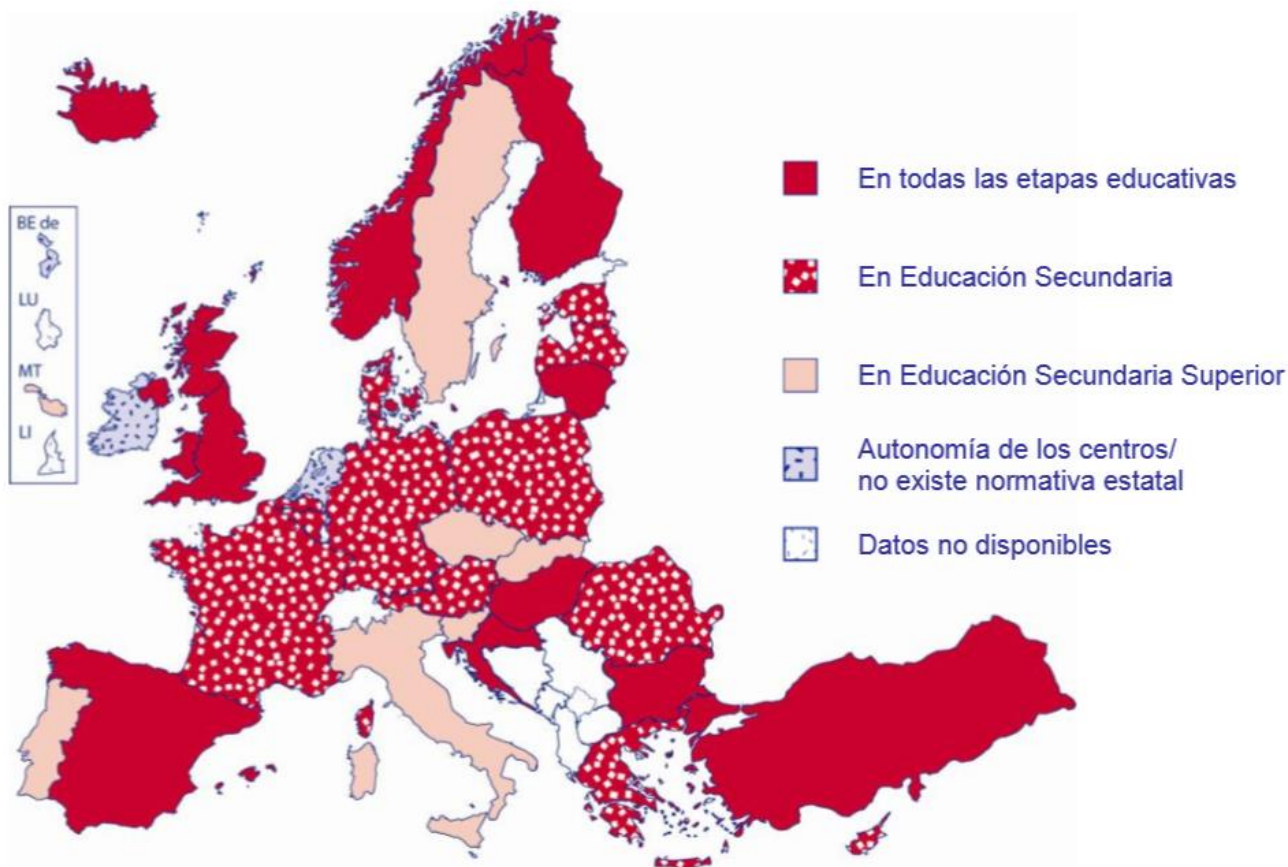 BE de
LU
MT
LI
En todas las etapas educativas
En Educación Secundaria
En Educación Secundaria Superior
Autonomía de los centros/
no existe normativa estatal
Datos no disponibles